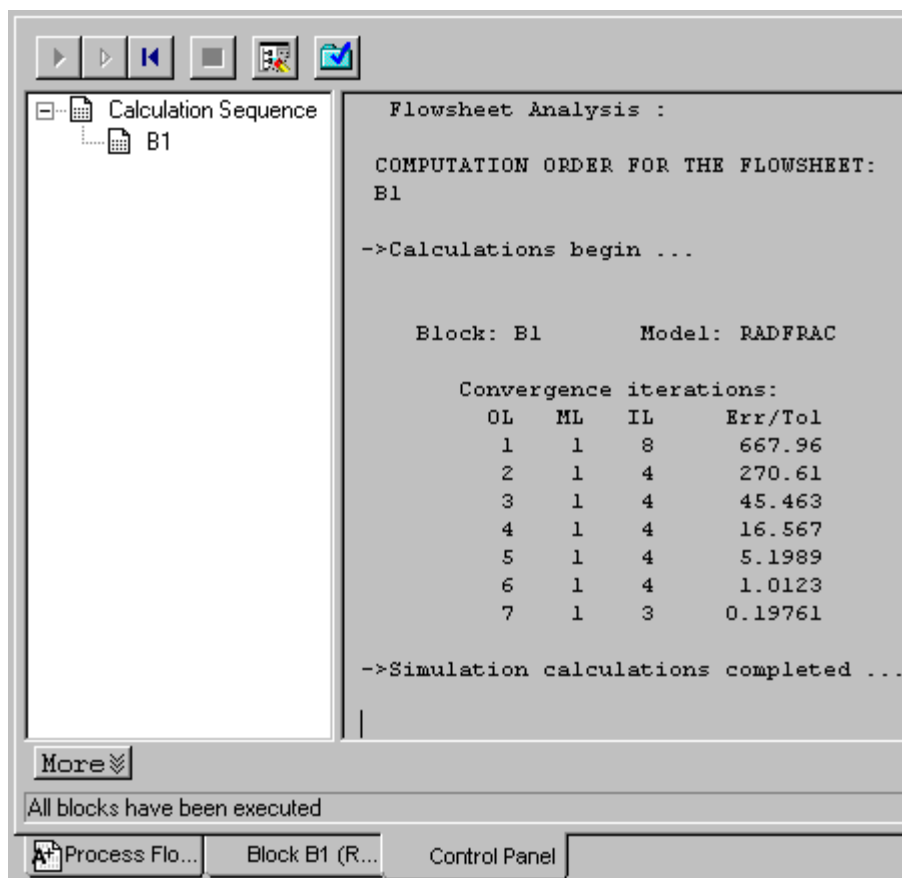 Calculation Sequence
B1
Flowsheet Analysis :
COMPUTATION ORDER FOR THE FLOWSHEET:
B1
->Calculations begin ...
Block: B1 Model: RADFRAC
Convergence iterations:
OL ML IL Err/Tol
1 1 8 667.96
2 1 4 270.61
3 1 4 45.463
4 1 4 16.567
5 1 4 5.1989
6 1 4 1.0123
7 1 3 0.19761
->Simulation calculations completed ...
More
All blocks have been executed
A+ Process Flo... Block B1 (R... Control Panel